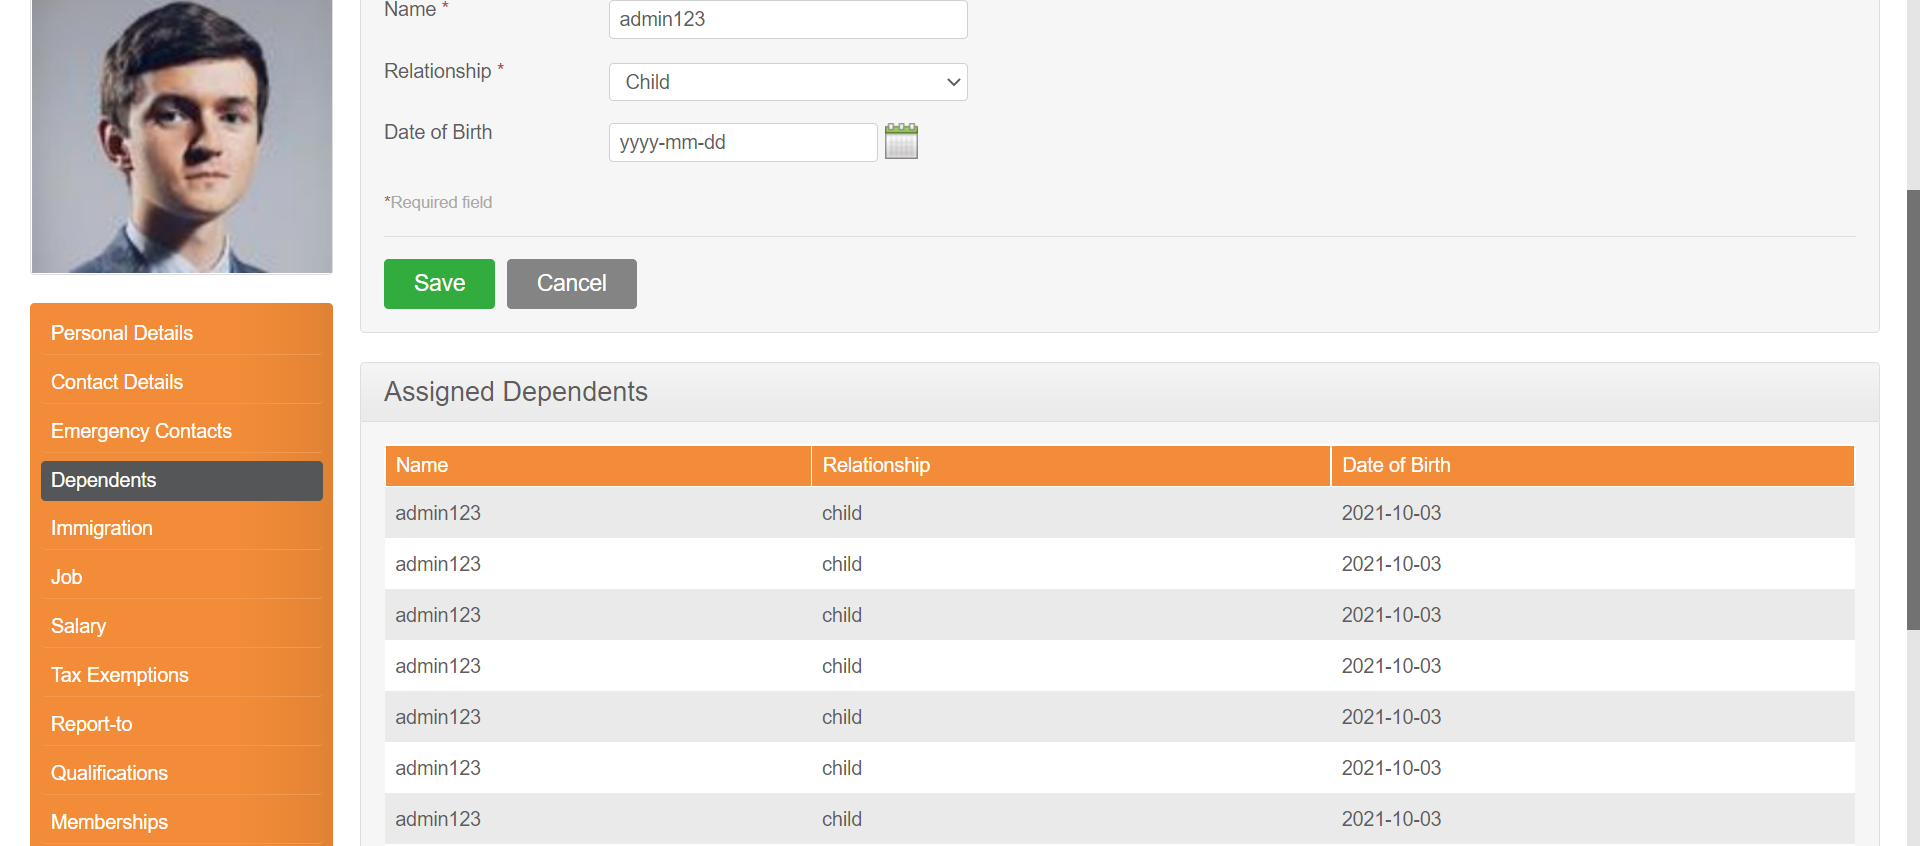 Name *
admin123
Relationship *
Child
Date of Birth
yyyy-mm-dd
*Required field
Save Cancel
Personal Details
Contact Details
Emergency Contacts
Dependents
Immigration
Job
Salary
Tax Exemptions
Report-to
Qualifications
Memberships
Assigned Dependents
Name Relationship Date of Birth
admin123 child 2021-10-03
admin123 child 2021-10-03
admin123 child 2021-10-03
admin123 child 2021-10-03
admin123 child 2021-10-03
admin123 child 2021-10-03
admin123 child 2021-10-03